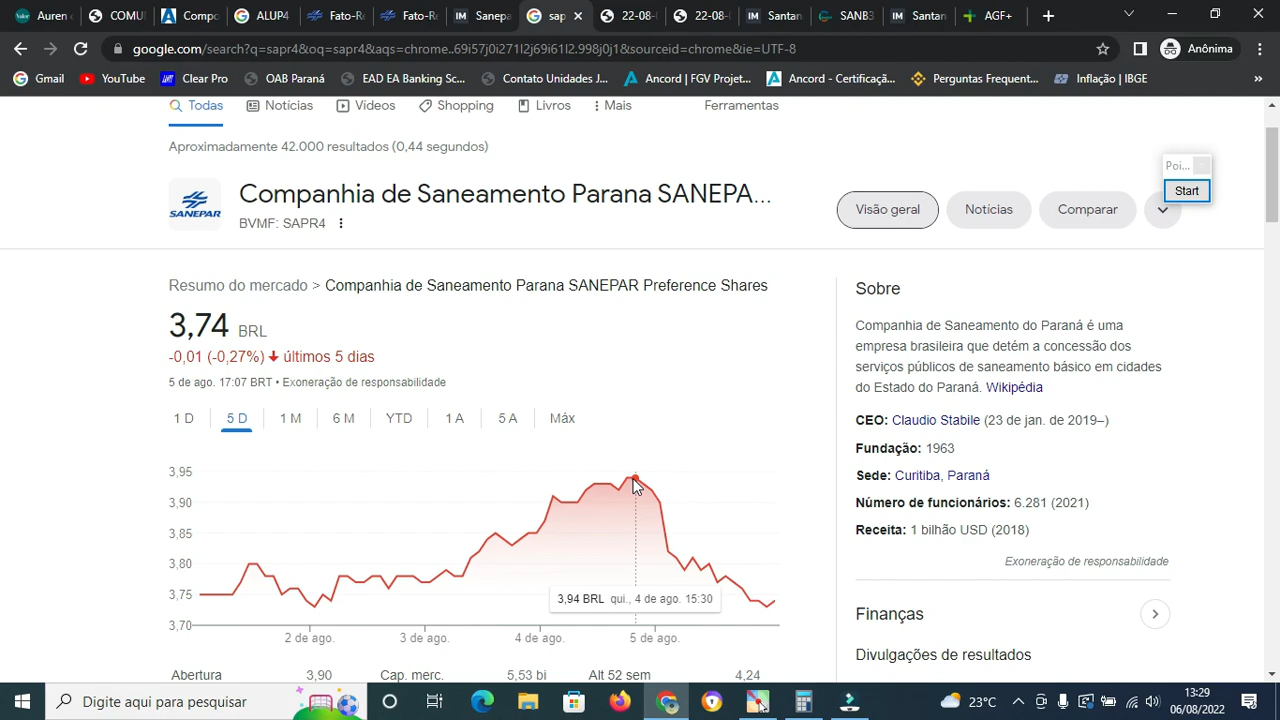 Auren
COMU
Compo
ALUP4
Fato-Re
Fato-Re
Sanepa
sap
22-08-
22-08-
Santan
SANB3
Santan
AGF+
google.com/search?q=sapr4&oq=sapr4&aqs=chrome..69i57j0i271l2j69i61l2.998j0j1&sourceid=chrome&ie=UTF-8
Anônima
Gmail
YouTube
Clear Pro
OAB Paraná
EAD EA Banking Sc...
Contato Unidades J...
Ancord | FGV Projet...
Ancord - Certificaçã...
Perguntas Frequent...
Inflação | IBGE
»
Todas
Notícias
Vídeos
Shopping
Livros
Mais
Ferramentas
Aproximadamente 42.000 resultados (0,44 segundos)
Poi...
Start
SANEPAR
Companhia de Saneamento Parana SANEPA...
BVMF: SAPR4
Visão geral
Notícias
Comparar
Resumo do mercado > Companhia de Saneamento Parana SANEPAR Preference Shares
3,74 BRL
-0,01 (-0,27%) ↓ últimos 5 dias
5 de ago. 17:07 BRT • Exoneração de responsabilidade
1 D
5 D
1 M
6 M
YTD
1 A
5 A
Máx
3,95
3,90
3,85
3,80
3,75
3,70
3,94 BRL qui., 4 de ago. 15:30
2 de ago.
3 de ago.
4 de ago.
5 de ago.
Abertura 3,90
Cap. merc. 5,53 bi
Alt 52 sem 4,24
Sobre
Companhia de Saneamento do Paraná é uma
empresa brasileira que detém a concessão dos
serviços públicos de saneamento básico em cidades
do Estado do Paraná. Wikipédia
CEO: Claudio Stabile (23 de jan. de 2019–)
Fundação: 1963
Sede: Curitiba, Paraná
Número de funcionários: 6.281 (2021)
Receita: 1 bilhão USD (2018)
Exoneração de responsabilidade
Finanças
Divulgações de resultados
Digite aqui para pesquisar
23°C
13:29
06/08/2022